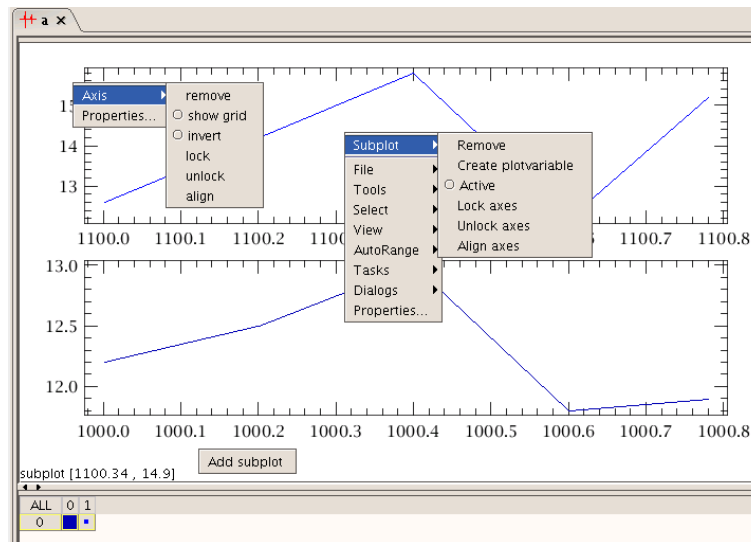 a ×
Axis
Properties...
remove
show grid
invert
lock
unlock
align
14
13
Subplot
File
Tools
Select
View
AutoRange
Tasks
Dialogs
Properties...
Remove
Create plotvariable
Active
Lock axes
Unlock axes
Align axes
1100.0 1100.1 1100.2 1100.7 1100.8
13.0
12.5
12.0
1000.0 1000.1 1000.2 1000.3 1000.4 1000.5 1000.6 1000.7 1000.8
Add subplot
subplot [1100.34 , 14.9]
ALL 0 1
0